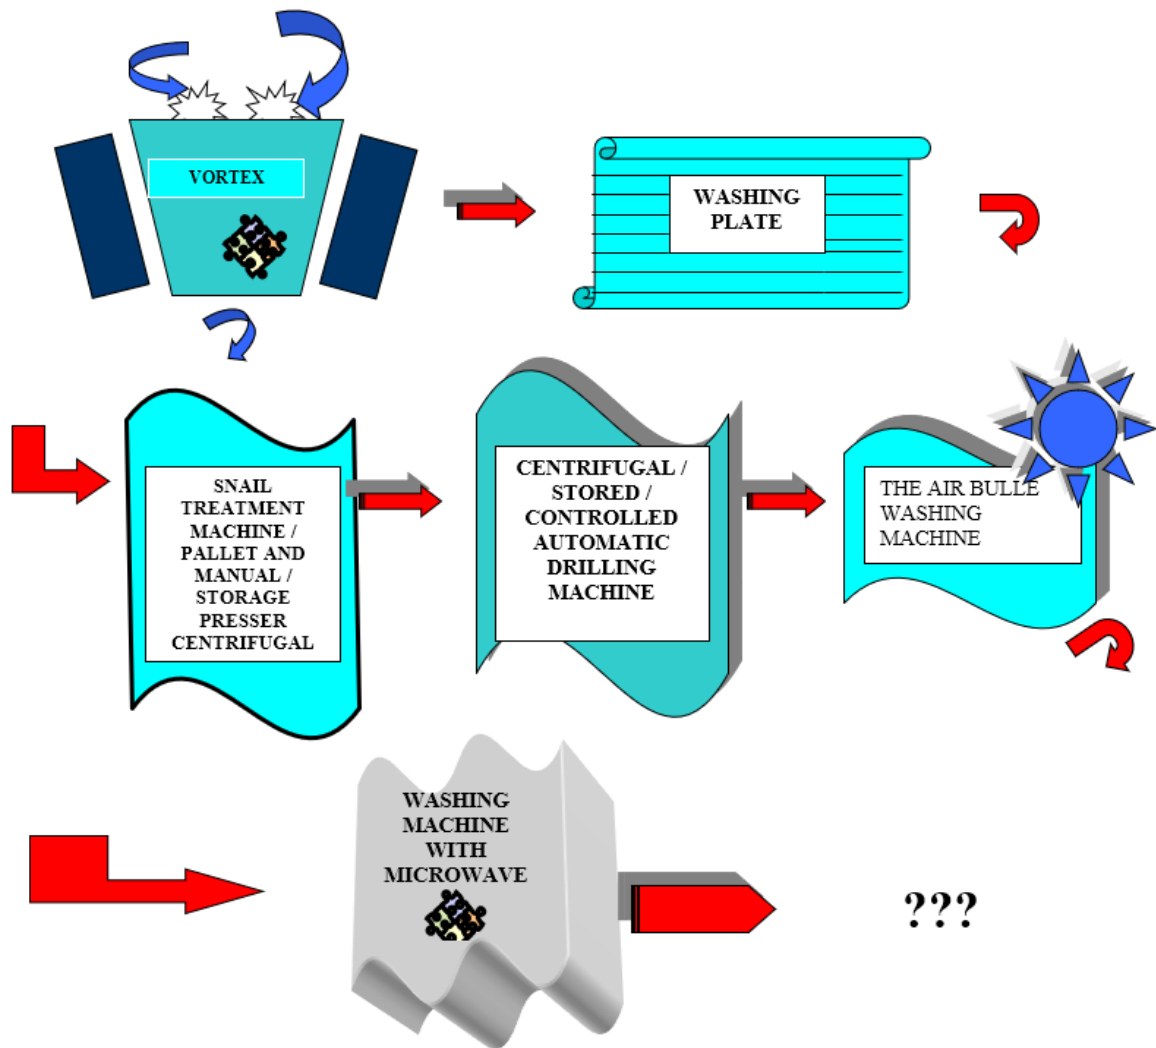 VORTEX
WASHING
PLATE
SNAIL
TREATMENT
MACHINE /
PALLET AND
MANUAL /
STORAGE
PRESSER
CENTRIFUGAL
CENTRIFUGAL /
STORED /
CONTROLLED
AUTOMATIC
DRILLING
MACHINE
THE AIR BULLE
WASHING
MACHINE
WASHING
MACHINE
WITH
MICROWAVE
???